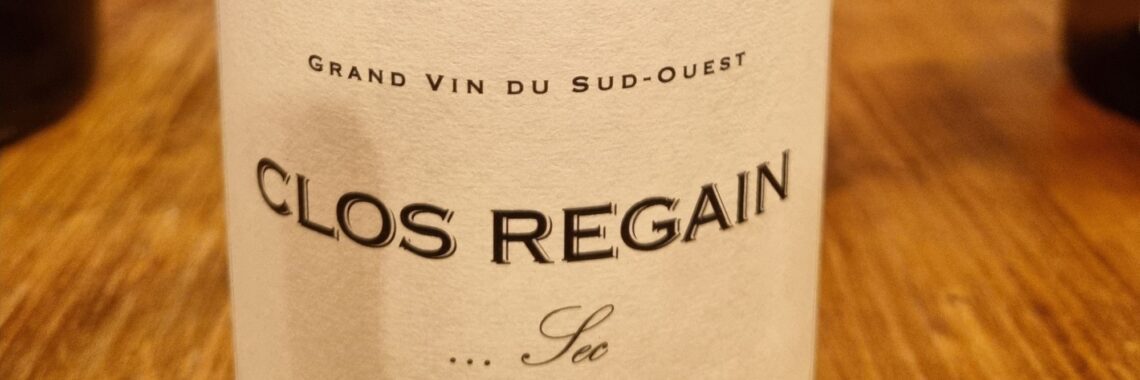 GRAND VIN DU SUD-OUEST
CLOS REGAIN
... Sec